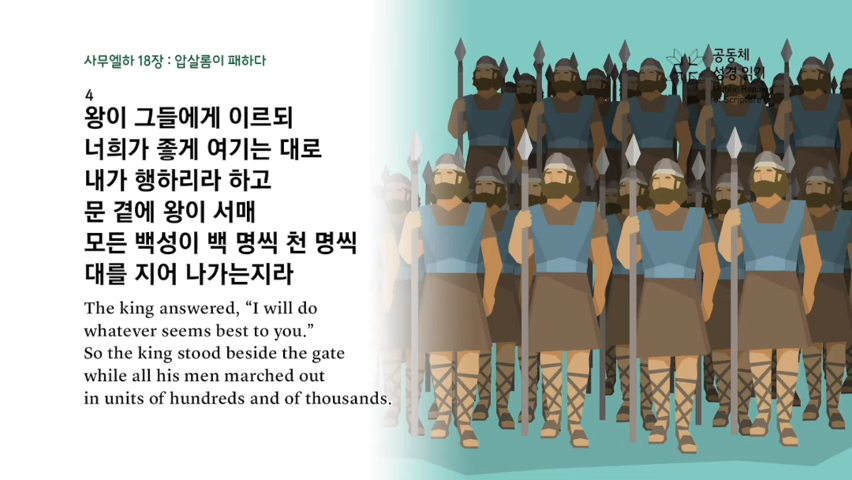 사무엘하 18장 : 압살롬이 패하다
공동체
성경 읽기
Public Reading
of Scripture
4
왕이 그들에게 이르되
너희가 좋게 여기는 대로
내가 행하리라 하고
문 곁에 왕이 서매
모든 백성이 백 명씩 천 명씩
대를 지어 나가는지라
The king answered, “I will do
whatever seems best to you.”
So the king stood beside the gate
while all his men marched out
in units of hundreds and of thousands.